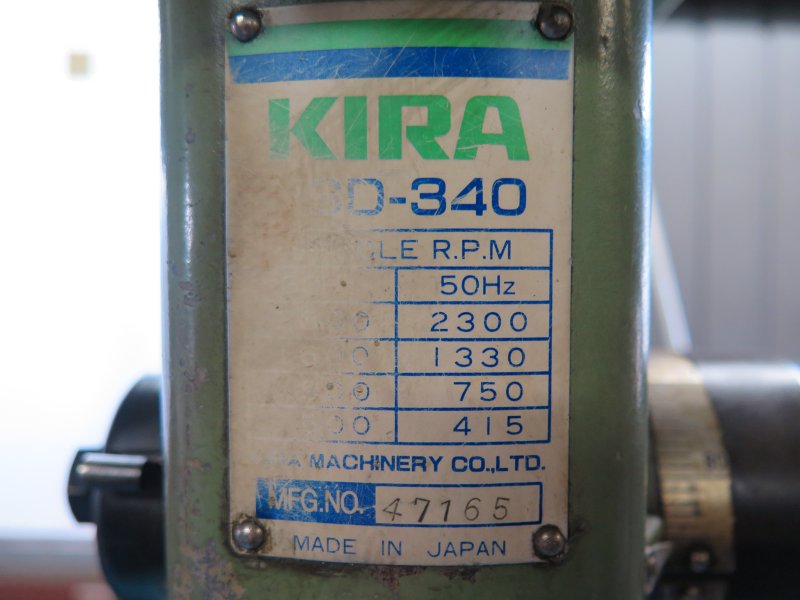 KIRA
D-340
LE R.P.M
50Hz
2300
1330
750
415
MACHINERY CO.,LTD.
MFG.NO. 47165
MADE IN JAPAN